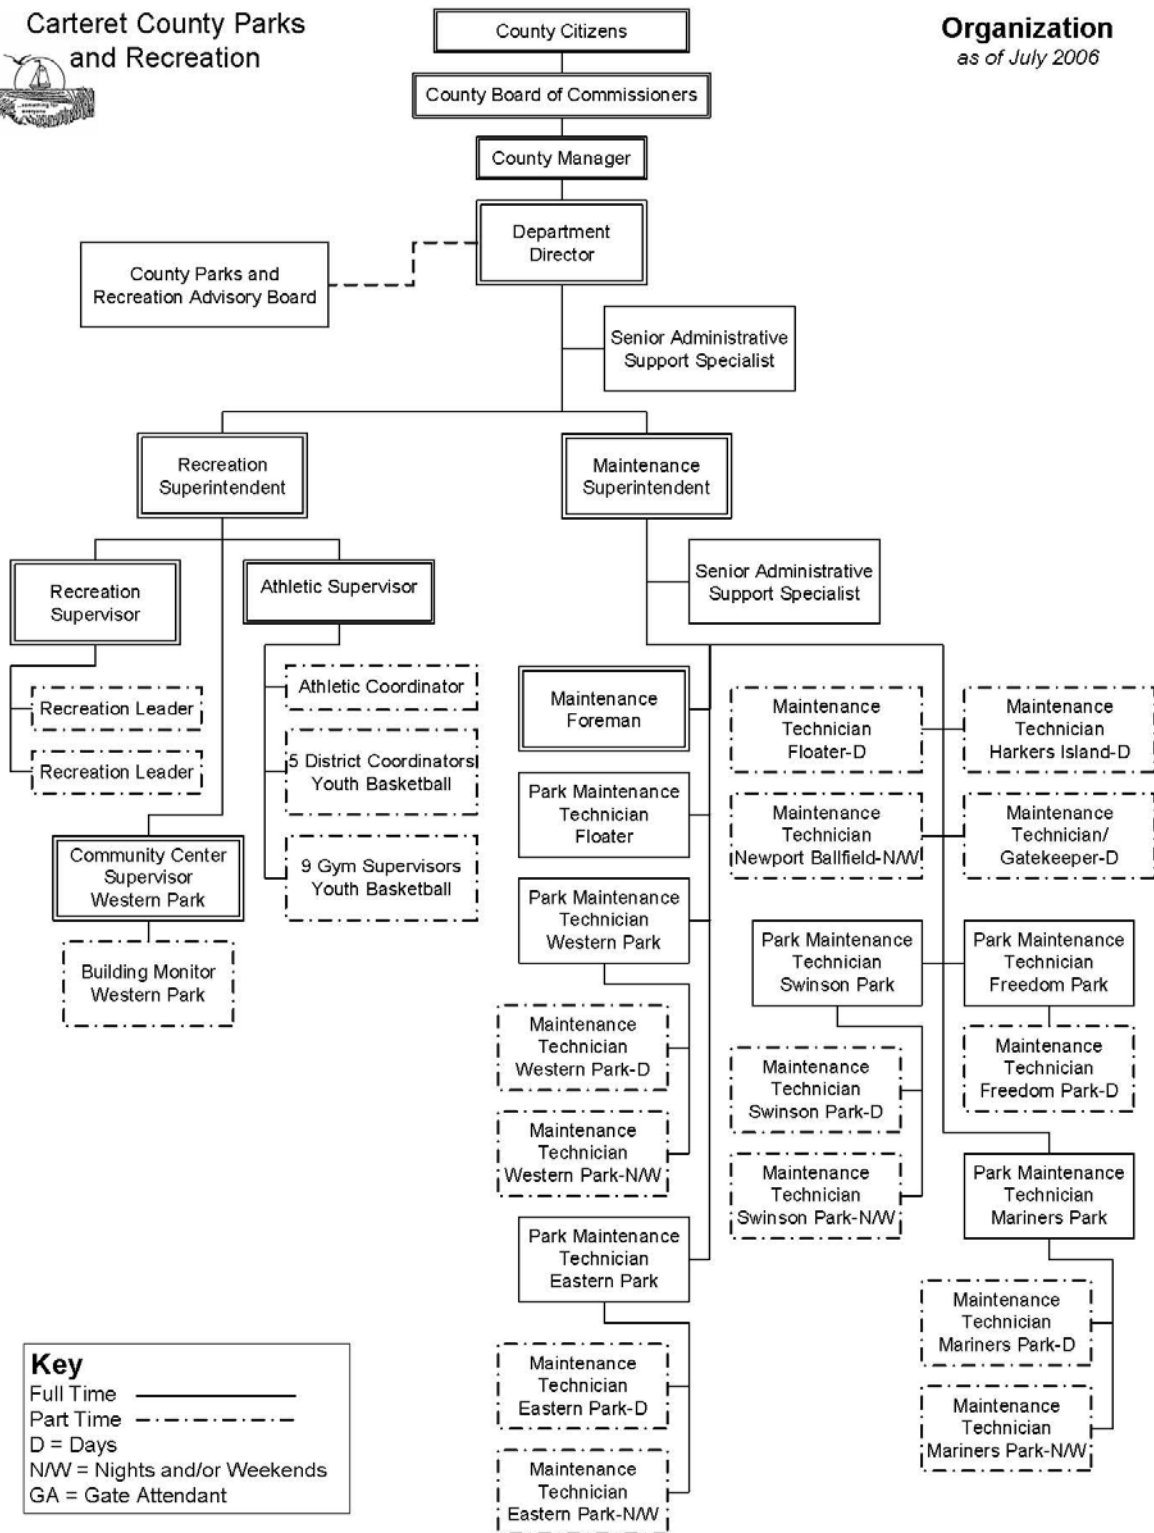 Carteret County Parks
and Recreation
...something for
everyone
Organization
as of July 2006
County Citizens
County Board of Commissioners
County Manager
Department
Director
County Parks and
Recreation Advisory Board
Senior Administrative
Support Specialist
Recreation
Superintendent
Maintenance
Superintendent
Senior Administrative
Support Specialist
Recreation
Supervisor
Athletic Supervisor
Recreation Leader
Recreation Leader
Athletic Coordinator
5 District Coordinators
Youth Basketball
9 Gym Supervisors
Youth Basketball
Community Center
Supervisor
Western Park
Building Monitor
Western Park
Maintenance
Foreman
Park Maintenance
Technician
Floater
Park Maintenance
Technician
Western Park
Maintenance
Technician
Western Park-D
Maintenance
Technician
Western Park-N/W
Park Maintenance
Technician
Eastern Park
Maintenance
Technician
Eastern Park-D
Maintenance
Technician
Eastern Park-N/W
Maintenance
Technician
Floater-D
Maintenance
Technician
Harkers Island-D
Maintenance
Technician
Newport Ballfield-N/W
Maintenance
Technician/
Gatekeeper-D
Park Maintenance
Technician
Swinson Park
Park Maintenance
Technician
Freedom Park
Maintenance
Technician
Swinson Park-D
Maintenance
Technician
Freedom Park-D
Maintenance
Technician
Swinson Park-N/W
Park Maintenance
Technician
Mariners Park
Maintenance
Technician
Mariners Park-D
Maintenance
Technician
Mariners Park-N/W
Key
Full Time
Part Time
D = Days
N/W = Nights and/or Weekends
GA = Gate Attendant